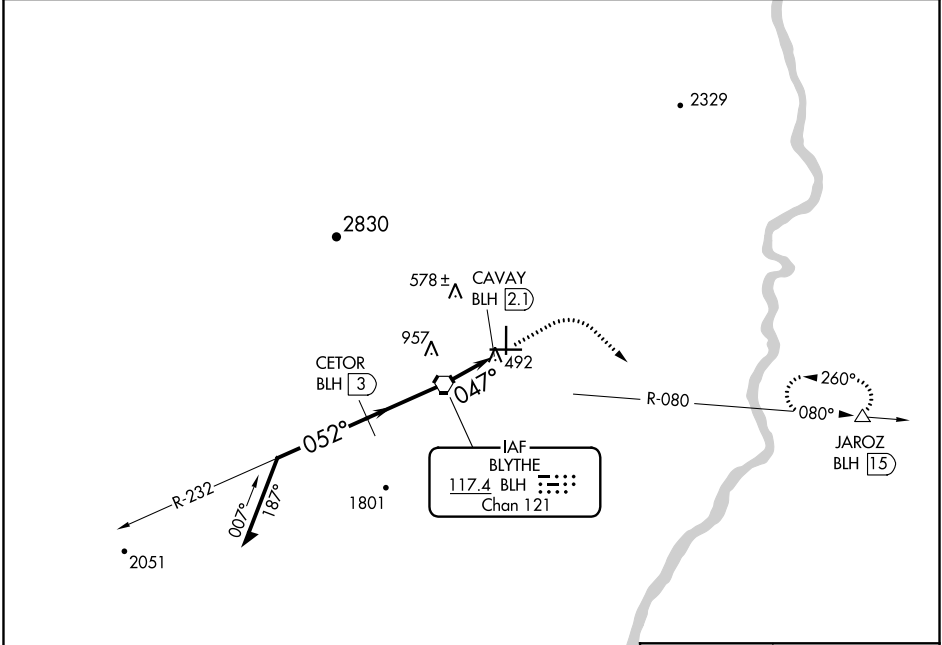 2329
2830
578 ±
CAVAY
BLH 2.1
957
492
CETOR
BLH 3
047°
052°
260°
R-080
080°
JAROZ
BLH 15
IAF
BLYTHE
117.4 BLH
Chan 121
R-232
007°
187°
1801
2051